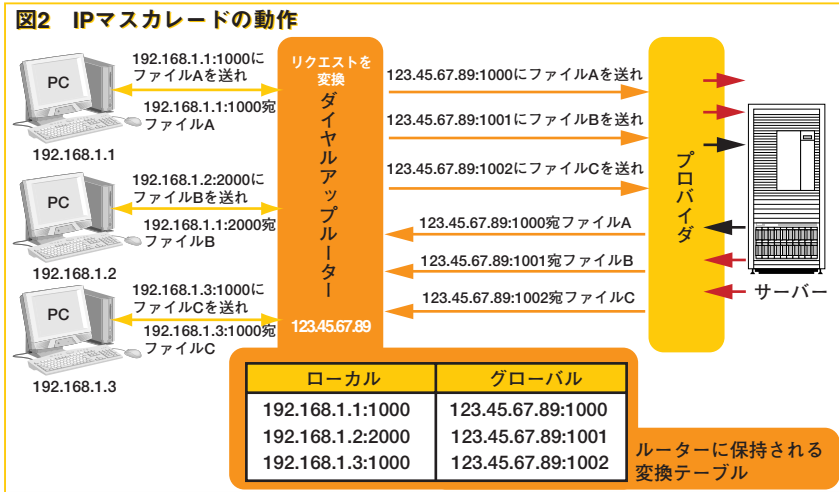 図2 IPマスカレードの動作
PC
192.168.1.1:1000に
ファイルAを送れ
192.168.1.1:1000宛
ファイルA
192.168.1.1
PC
192.168.1.2:2000に
ファイルBを送れ
192.168.1.1:2000宛
ファイルB
192.168.1.2
PC
192.168.1.3:1000に
ファイルCを送れ
192.168.1.3:1000宛
ファイルC
192.168.1.3
リクエストを
変換
ダイヤルアップルーター
123.45.67.89
123.45.67.89:1000にファイルAを送れ
123.45.67.89:1001にファイルBを送れ
123.45.67.89:1002にファイルCを送れ
123.45.67.89:1000宛ファイルA
123.45.67.89:1001宛ファイルB
123.45.67.89:1002宛ファイルC
プロバイダ
サーバー
ローカル グローバル
192.168.1.1:1000 123.45.67.89:1000
192.168.1.2:2000 123.45.67.89:1001
192.168.1.3:1000 123.45.67.89:1002
ルーターに保持される
変換テーブル